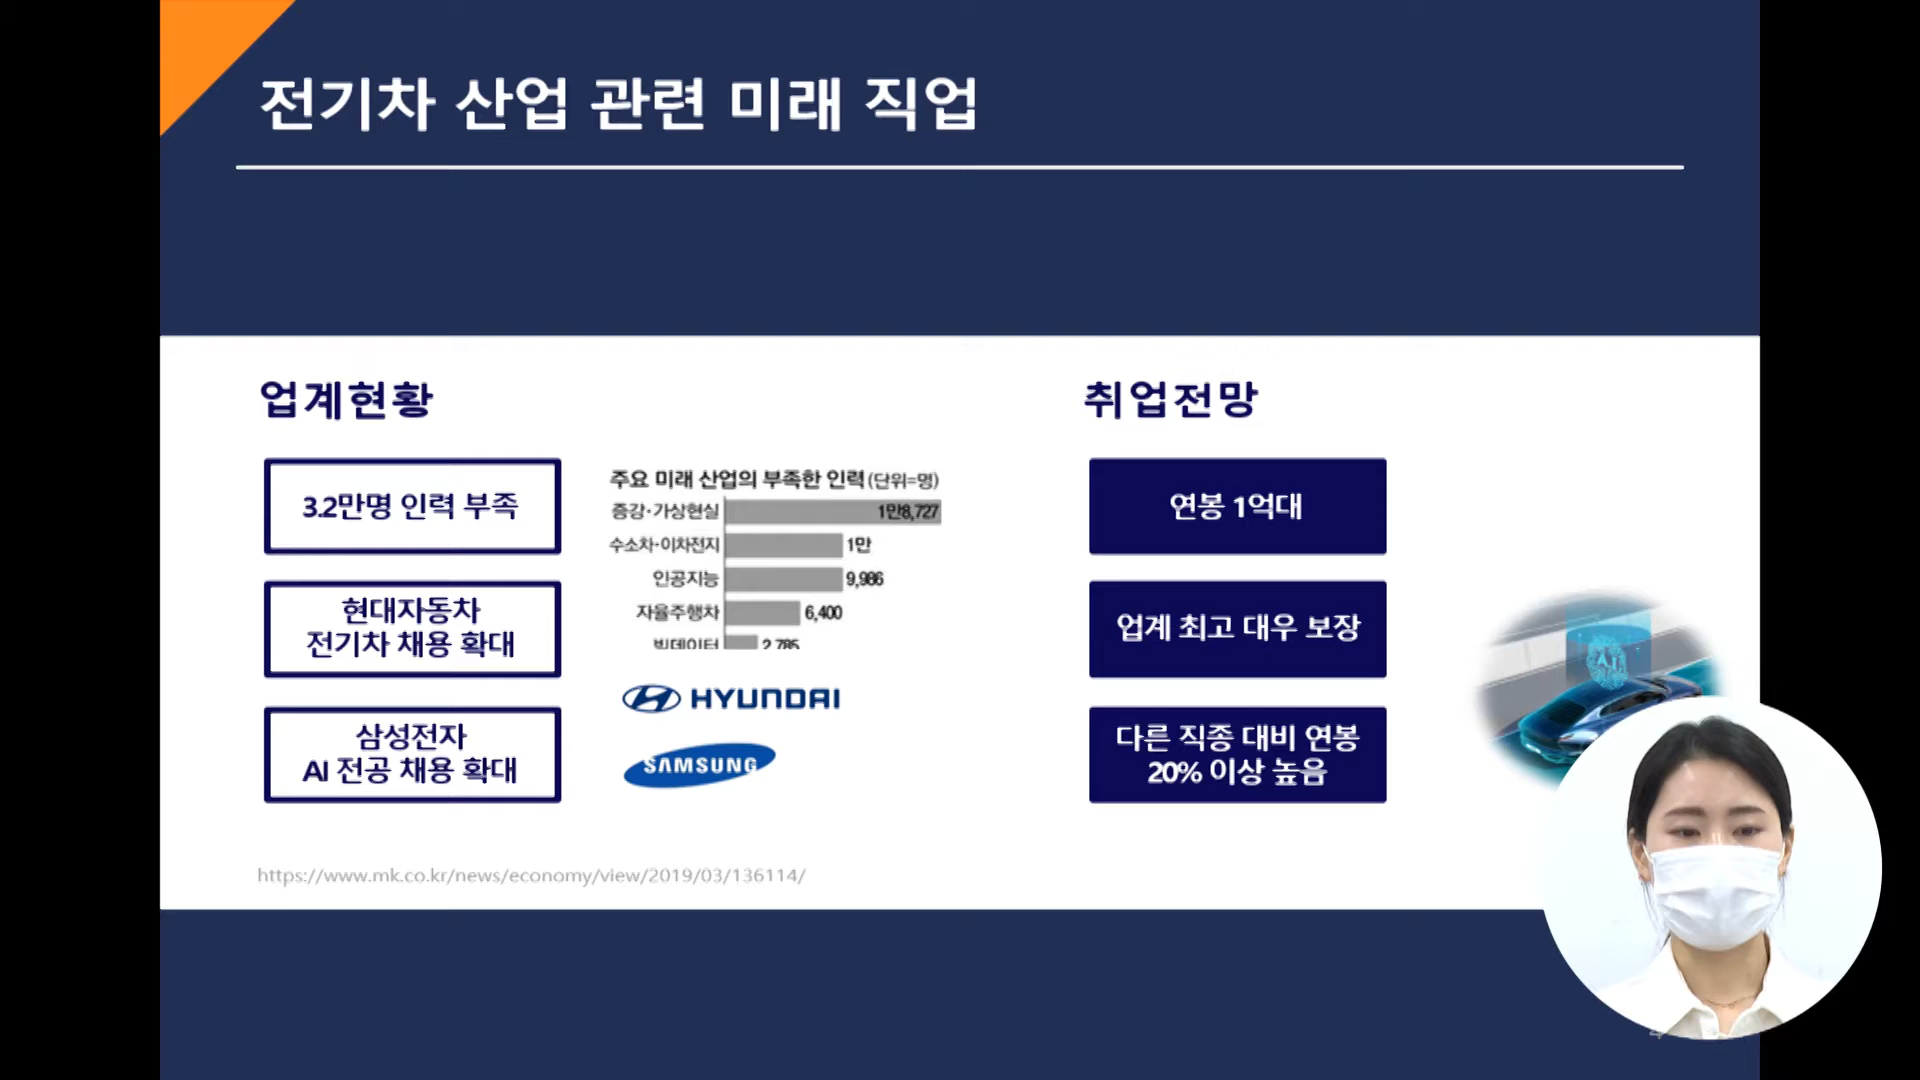 전기차 산업 관련 미래 직업
업계현황
3.2만명 인력 부족
현대자동차
전기차 채용 확대
삼성전자
AI 전공 채용 확대
주요 미래 산업의 부족한 인력(단위=명)
증강·가상현실 1만8,727
수소차·이차전지 1만
인공지능 9,986
자율주행차 6,400
빅데이터 2,785
HYUNDAI
SAMSUNG
취업전망
연봉 1억대
업계 최고 대우 보장
다른 직종 대비 연봉
20% 이상 높음
AI
https://www.mk.co.kr/news/economy/view/2019/03/136114/